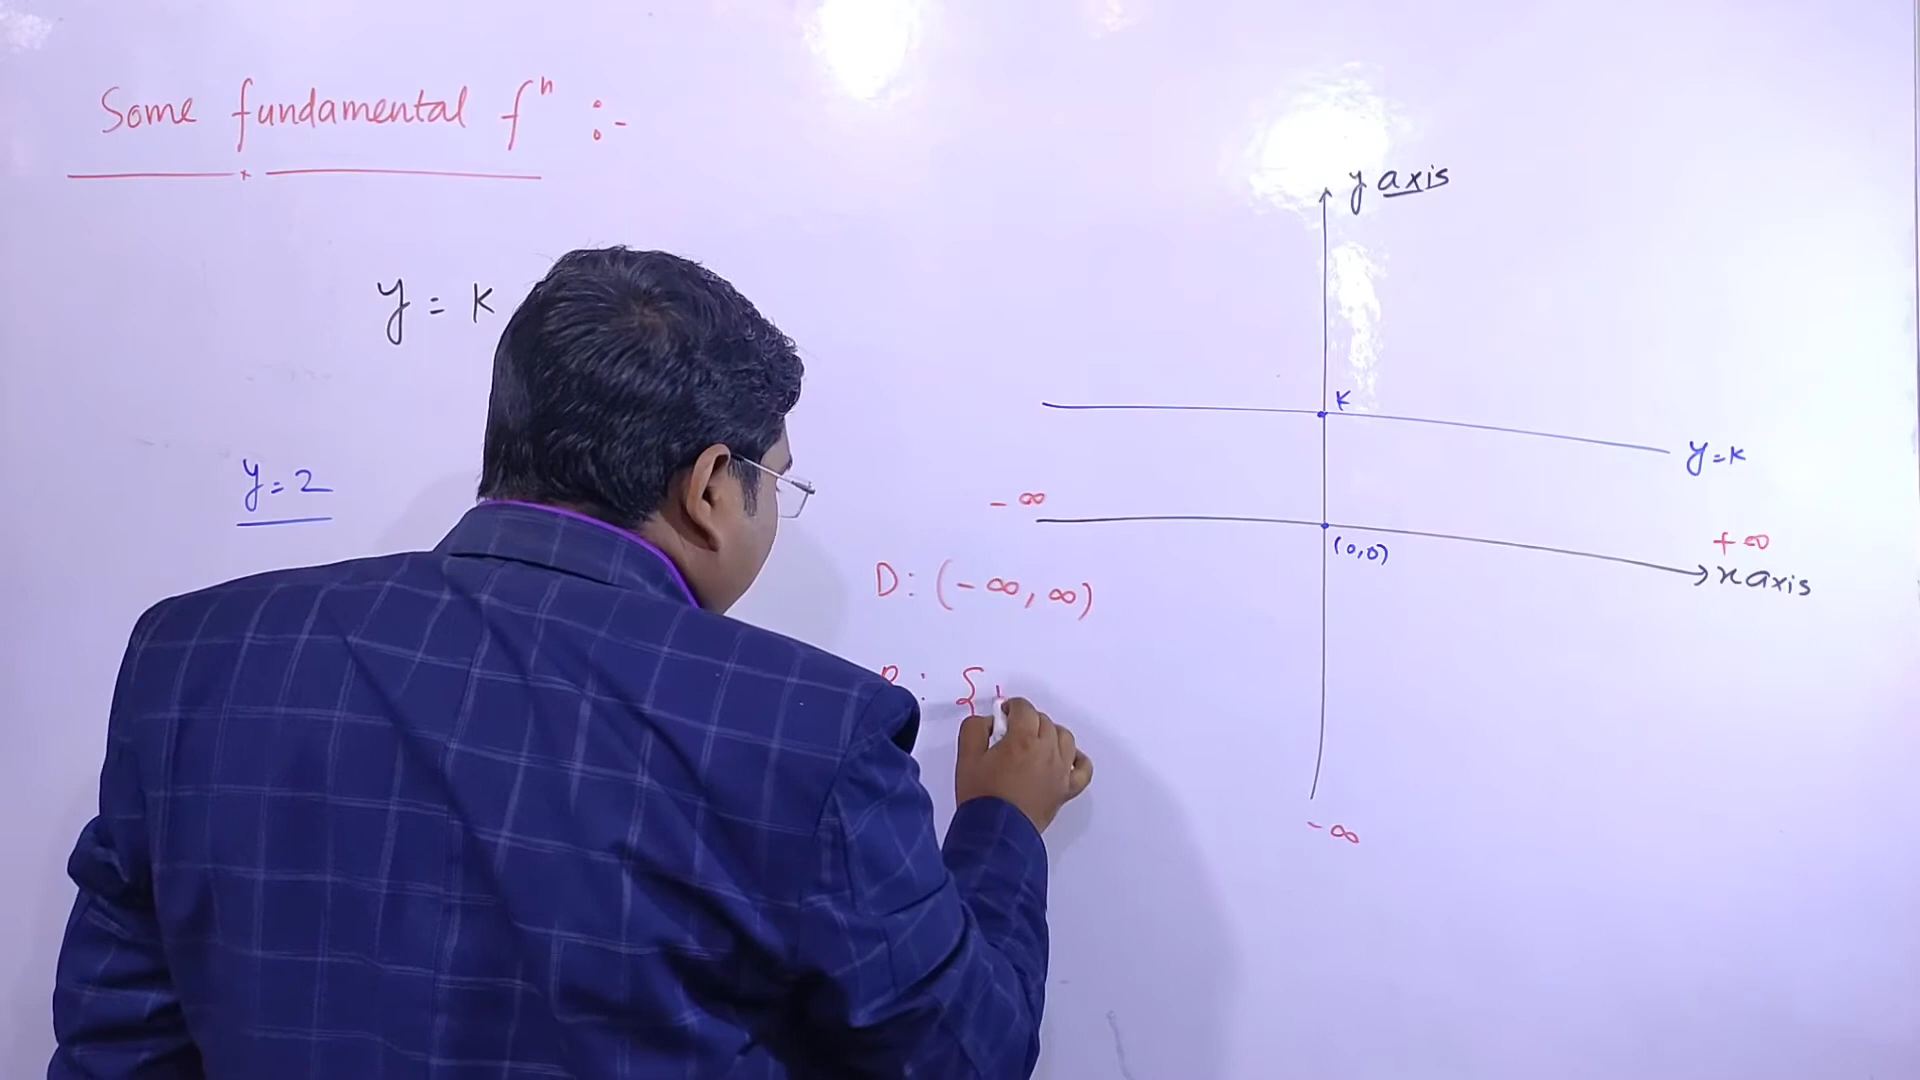 Some fundamental fⁿ :-
y = K
y = 2
D: (-∞, ∞)
R: {
y axis
K
y=K
-∞
(0,0)
+∞
x axis
-∞